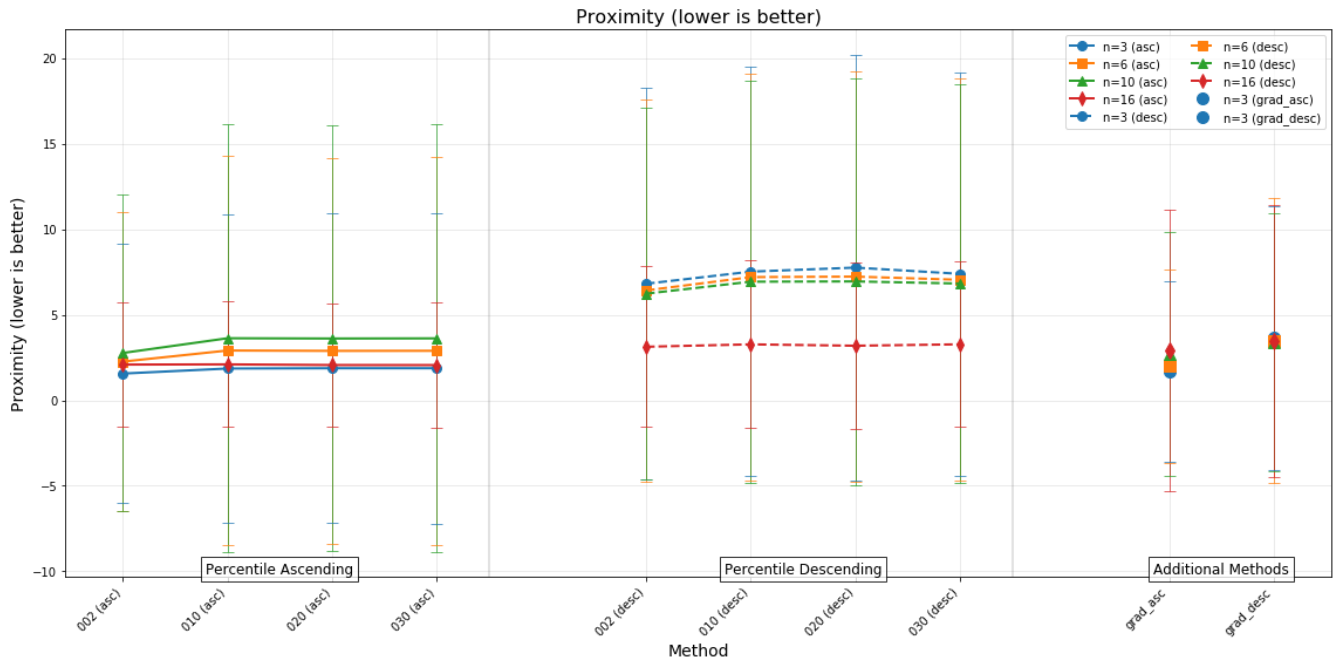 Proximity (lower is better)
n=3 (asc)
n=6 (asc)
n=10 (asc)
n=16 (asc)
n=3 (desc)
n=6 (desc)
n=10 (desc)
n=16 (desc)
n=3 (grad_asc)
n=3 (grad_desc)
Proximity (lower is better)
20
15
10
5
0
−5
−10
Percentile Ascending
Percentile Descending
Additional Methods
002 (asc)
010 (asc)
020 (asc)
030 (asc)
002 (desc)
010 (desc)
020 (desc)
030 (desc)
grad_asc
grad_desc
Method